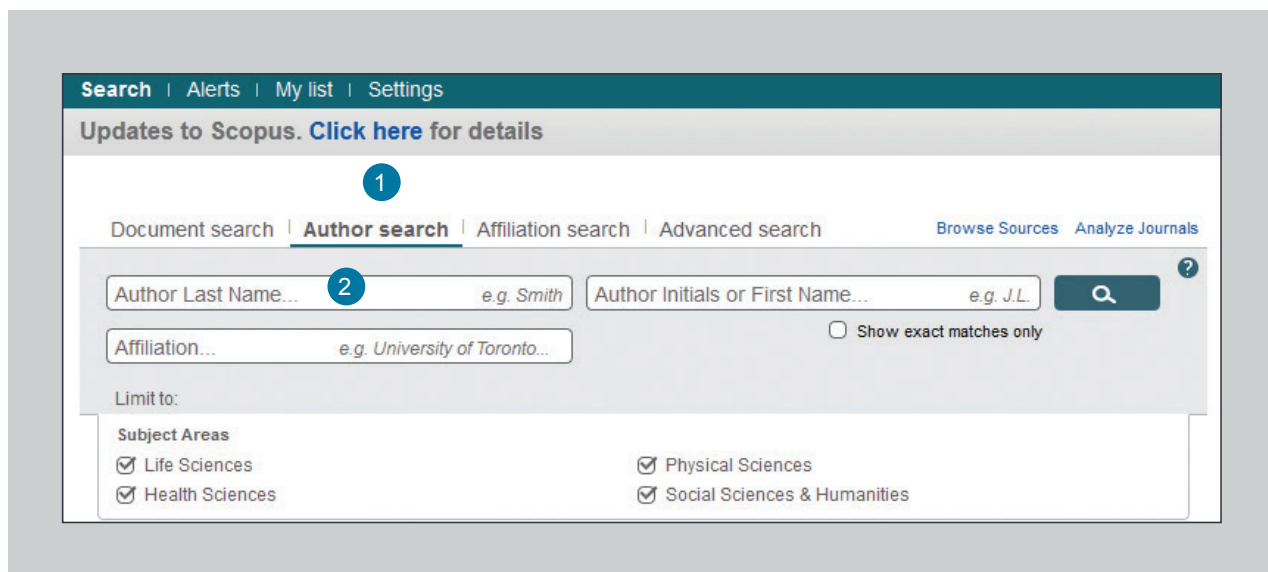 Search | Alerts | My list | Settings
Updates to Scopus. Click here for details
1
Document search | Author search | Affiliation search | Advanced search Browse Sources Analyze Journals
?
Author Last Name... 2 e.g. Smith Author Initials or First Name... e.g. J.L.
Show exact matches only
Affiliation... e.g. University of Toronto...
Limit to:
Subject Areas
Life Sciences Physical Sciences
Health Sciences Social Sciences & Humanities